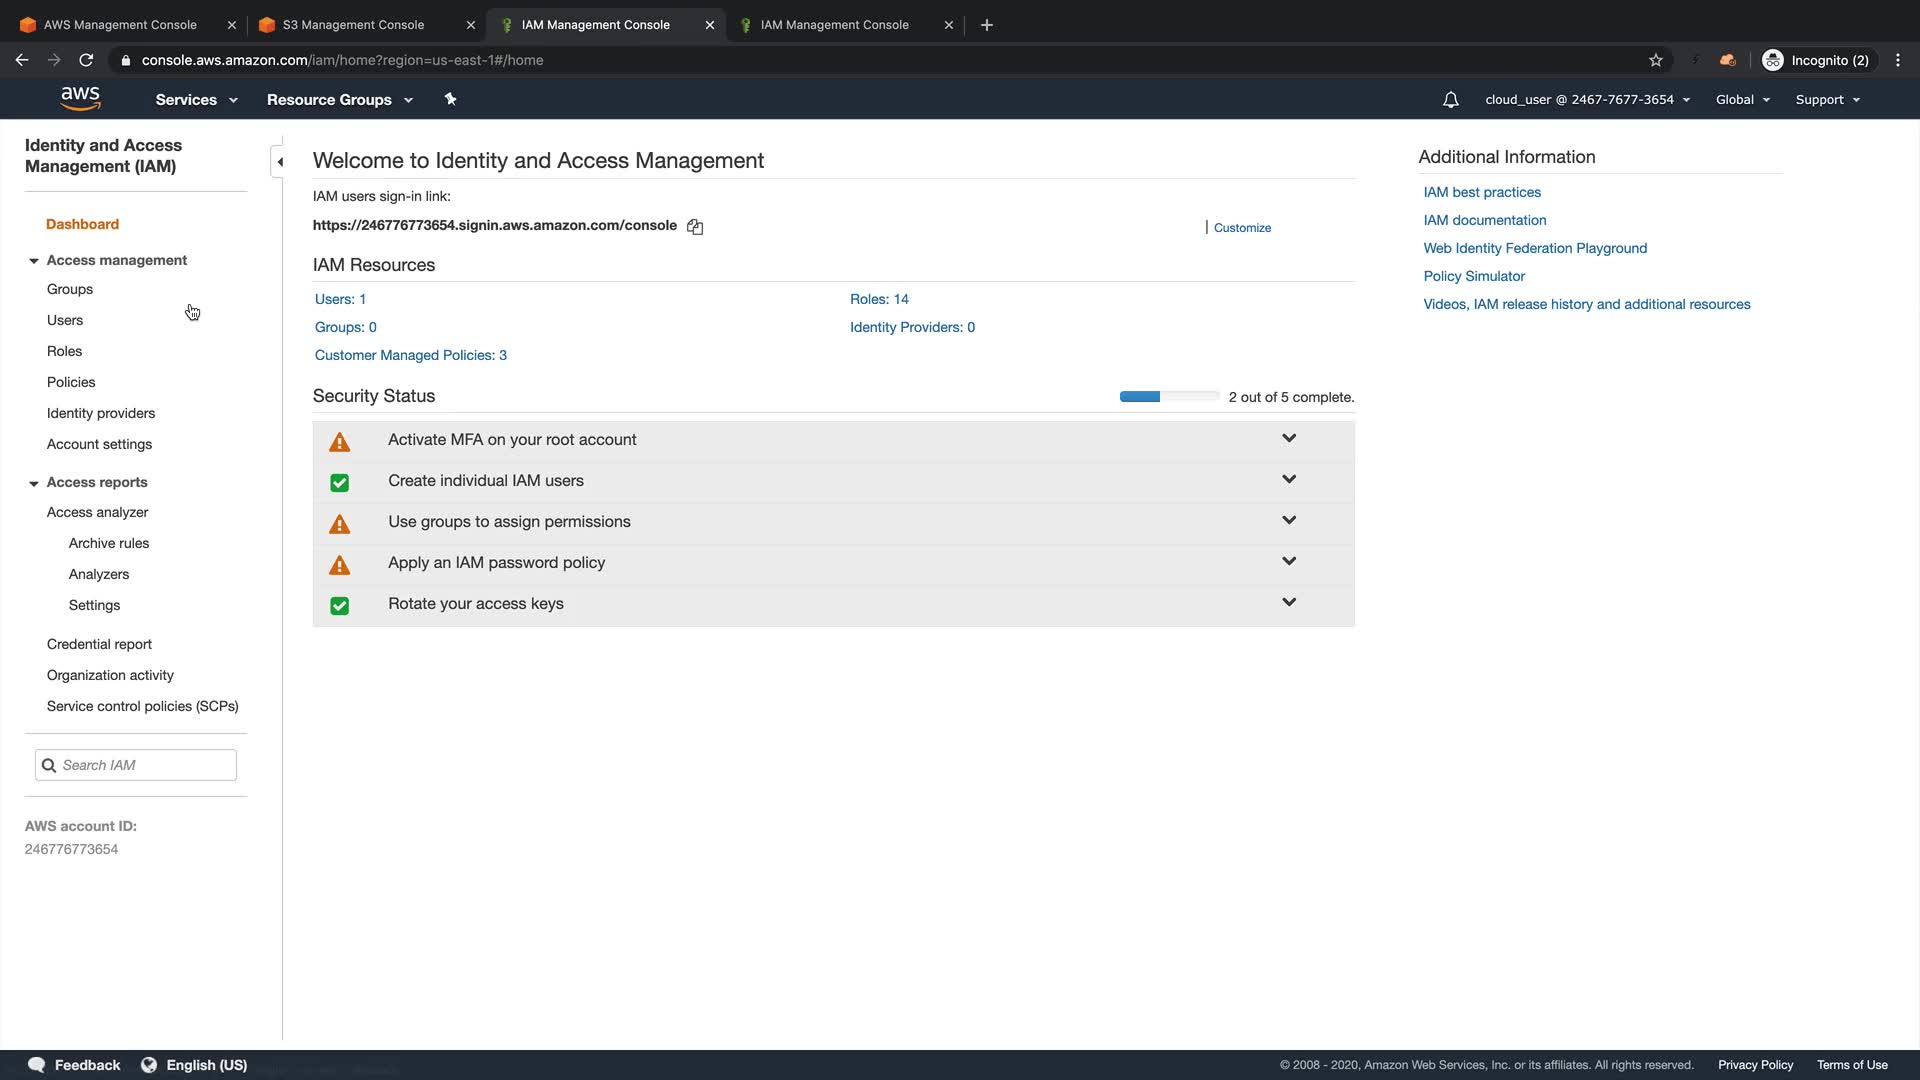 AWS Management Console
S3 Management Console
IAM Management Console
IAM Management Console
console.aws.amazon.com/iam/home?region=us-east-1#/home
Incognito (2)
aws
Services
Resource Groups
cloud_user @ 2467-7677-3654
Global
Support
Identity and Access
Management (IAM)
Dashboard
Access management
Groups
Users
Roles
Policies
Identity providers
Account settings
Access reports
Access analyzer
Archive rules
Analyzers
Settings
Credential report
Organization activity
Service control policies (SCPs)
Search IAM
AWS account ID:
246776773654
Welcome to Identity and Access Management
IAM users sign-in link:
https://246776773654.signin.aws.amazon.com/console
| Customize
IAM Resources
Users: 1
Roles: 14
Groups: 0
Identity Providers: 0
Customer Managed Policies: 3
Security Status
2 out of 5 complete.
Activate MFA on your root account
Create individual IAM users
Use groups to assign permissions
Apply an IAM password policy
Rotate your access keys
Additional Information
IAM best practices
IAM documentation
Web Identity Federation Playground
Policy Simulator
Videos, IAM release history and additional resources
Feedback
English (US)
© 2008 - 2020, Amazon Web Services, Inc. or its affiliates. All rights reserved.
Privacy Policy
Terms of Use